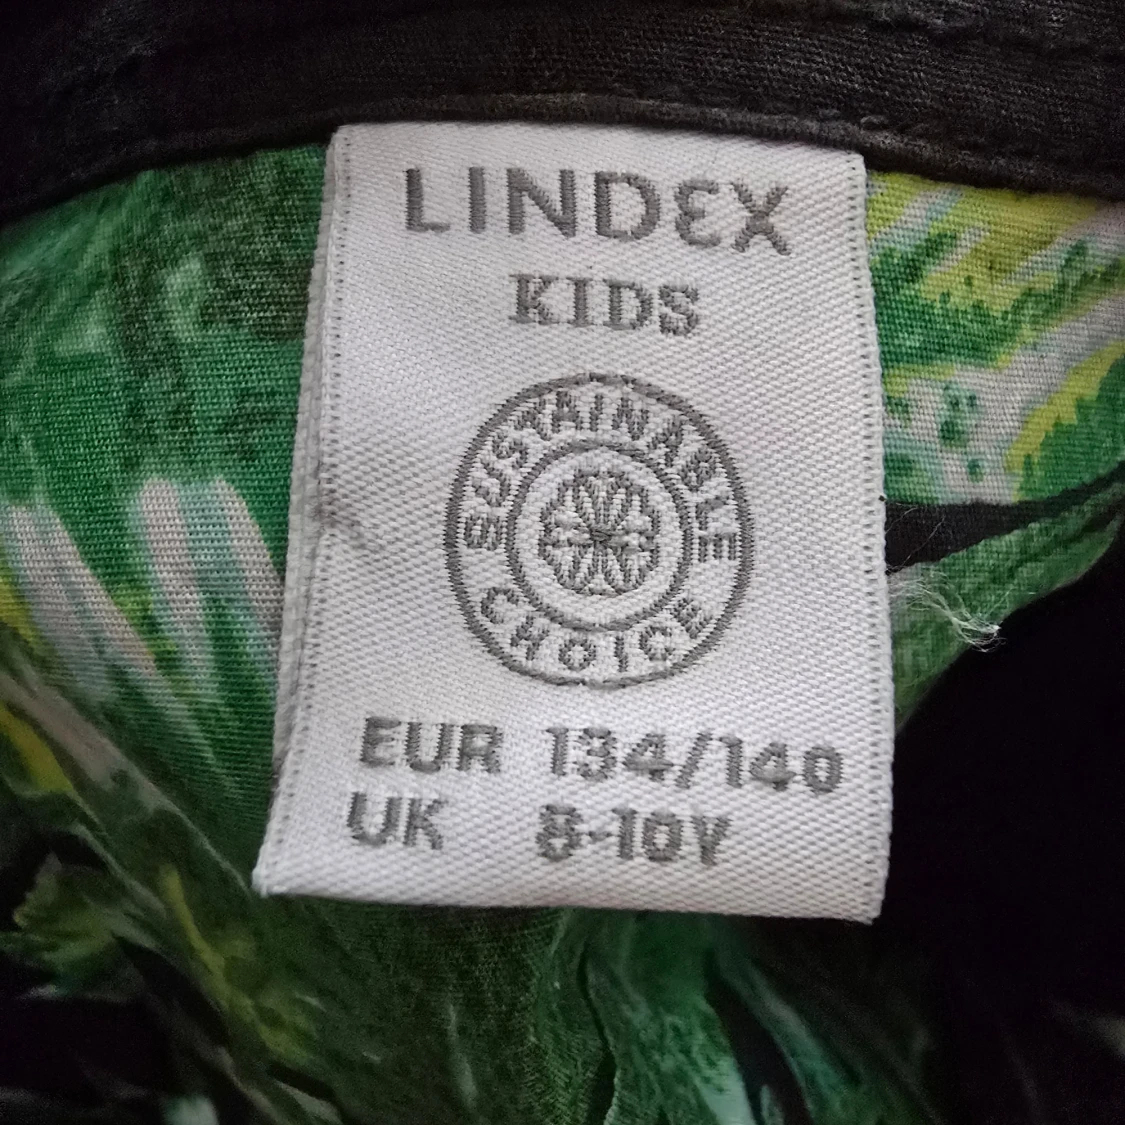 LINDEX
KIDS
SUSTAINABLE
CHOICE
EUR 134/140
UK 8-10Y